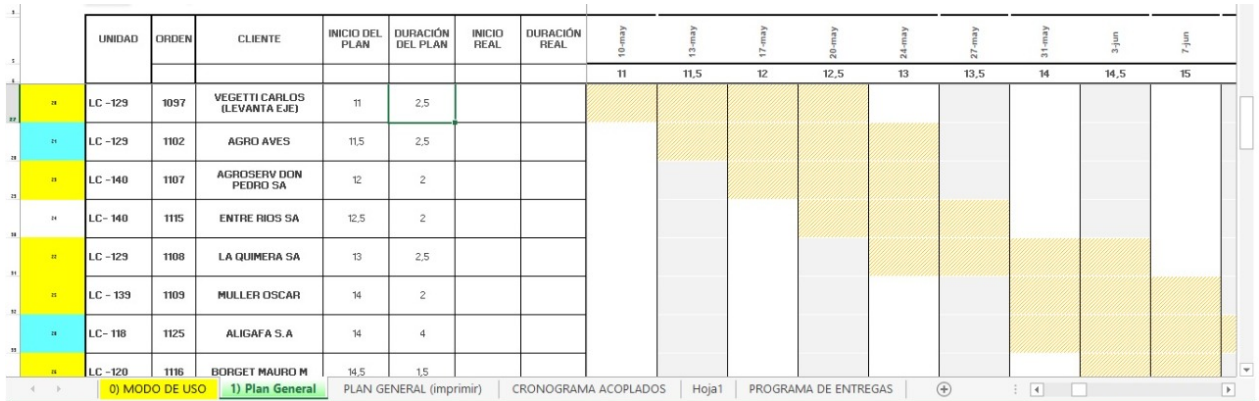 UNIDAD ORDEN CLIENTE INICIO DEL PLAN DURACIÓN DEL PLAN INICIO REAL DURACIÓN REAL 10-may 13-may 17-may 20-may 24-may 27-may 31-may 3-jun 7-jun
11 11,5 12 12,5 13 13,5 14 14,5 15
LC -129 1097 VEGETTI CARLOS (LEVANTA EJE) 11 2,5
LC -129 1102 AGRO AVES 11,5 2,5
LC -140 1107 AGROSERV DON PEDRO SA 12 2
LC- 140 1115 ENTRE RIOS SA 12,5 2
LC -129 1108 LA QUIMERA SA 13 2,5
LC - 139 1109 MULLER OSCAR 14 2
LC- 118 1125 ALIGAFA S.A 14 4
LC -120 1116 BORGET MAURO M 14,5 1,5
0) MODO DE USO 1) Plan General PLAN GENERAL (imprimir) CRONOGRAMA ACOPLADOS Hoja1 PROGRAMA DE ENTREGAS